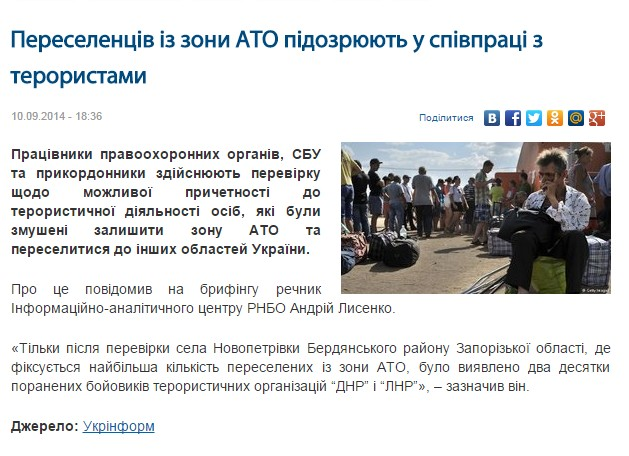 Переселенців із зони АТО підозрюють у співпраці з
терористами
10.09.2014 - 18:36
Поділитися
Працівники правоохоронних органів, СБУ
та прикордонники здійснюють перевірку
щодо можливої причетності до
терористичної діяльності осіб, які були
змушені залишити зону АТО та
переселитися до інших областей України.
Про це повідомив на брифінгу речник
Інформаційно-аналітичного центру РНБО Андрій Лисенко.
«Тільки після перевірки села Новопетрівки Бердянського району Запорізької області, де
фіксується найбільша кількість переселених із зони АТО, було виявлено два десятки
поранених бойовиків терористичних організацій “ДНР” і “ЛНР”», – зазначив він.
Джерело: Укрінформ